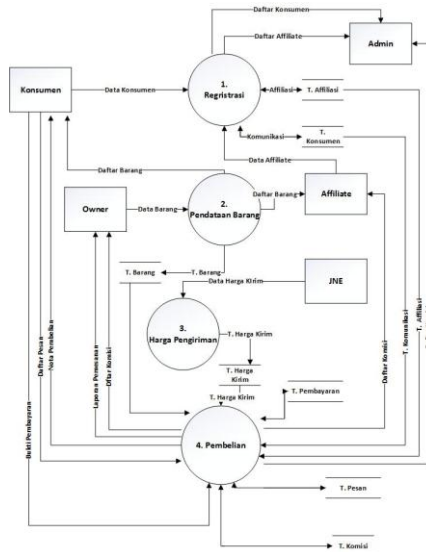 Daftar Konsumen
Daftar Affiliate
Admin
Konsumen
Data Konsumen
1.
Regristrasi
Affiliasi
T. Affiliasi
Komunikasi
T.
Konsumen
Data Affiliate
Daftar Barang
Daftar Barang
Affiliate
Owner
Data Barang
2.
Pendataan Barang
T. Barang
T. Barang
Data Harga Kirim
JNE
3.
Harga Pengiriman
T. Harga Kirim
T. Harga
Kirim
T. Harga Kirim
T. Pembayaran
4. Pembelian
T. Pesan
T. Komisi
Bukti Pembayaran
Daftar Pesan
Nota Pembelian
Laporan Pemesanan
Dftar Komisi
Daftar Komisi
T. Komunikasi
T. Affiliasi